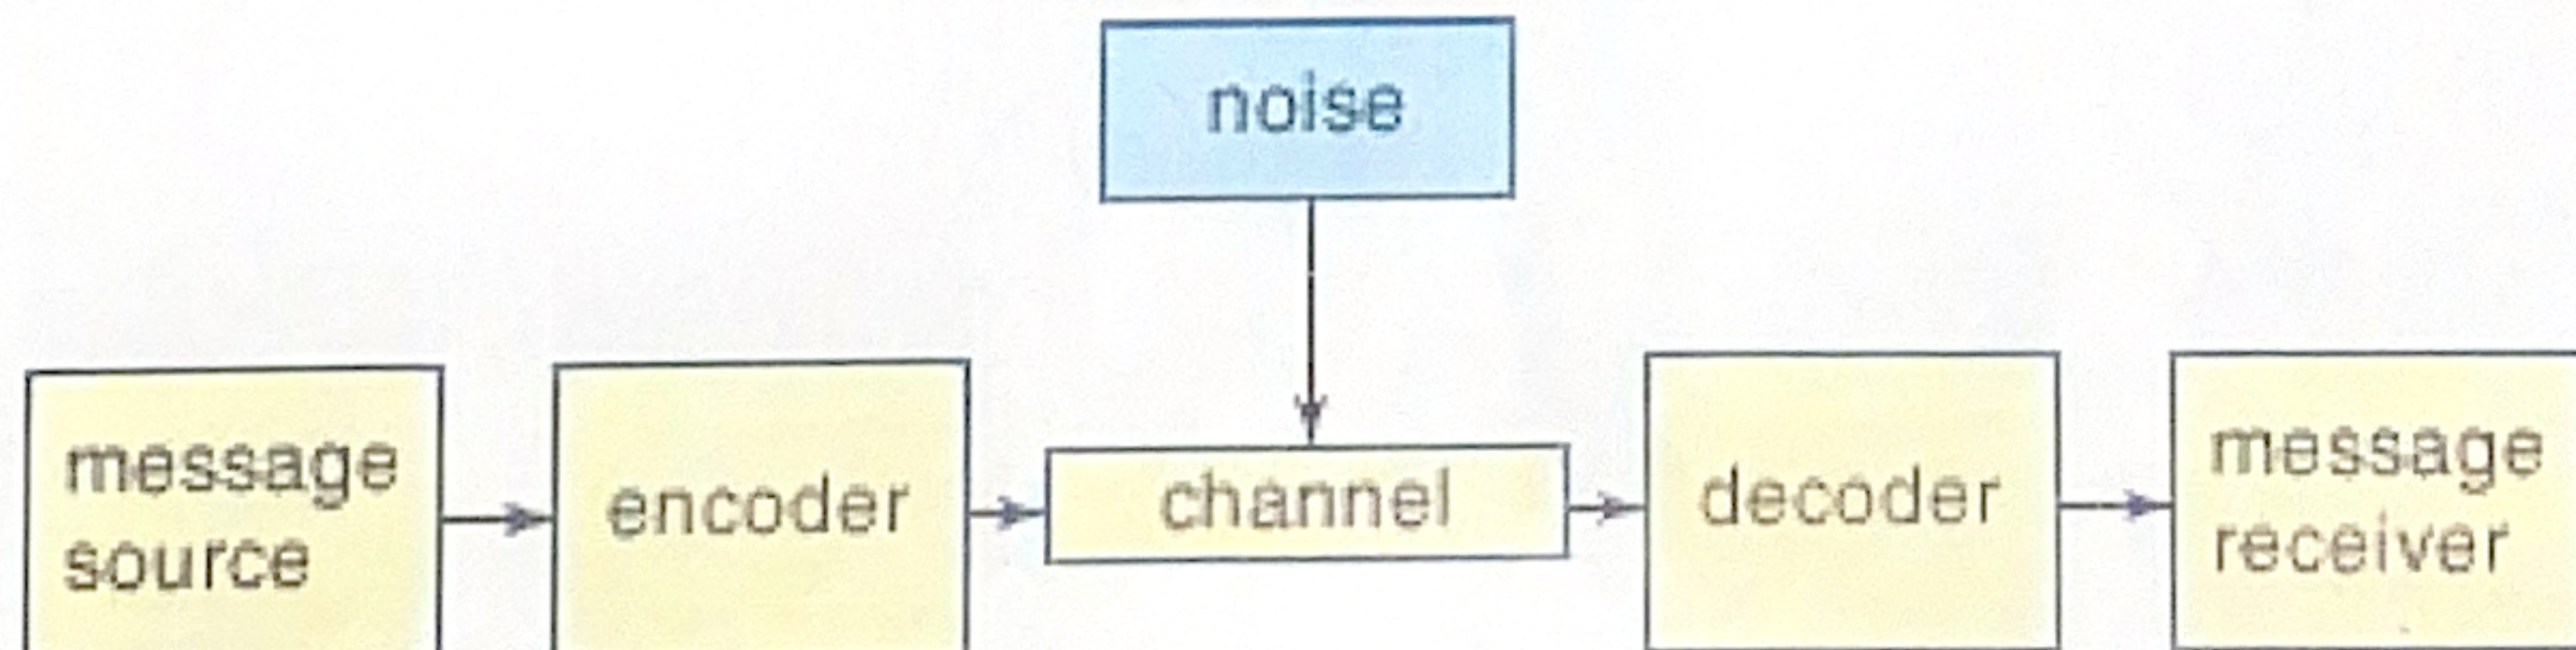 noise
message
source
encoder
channel
decoder
message
receiver